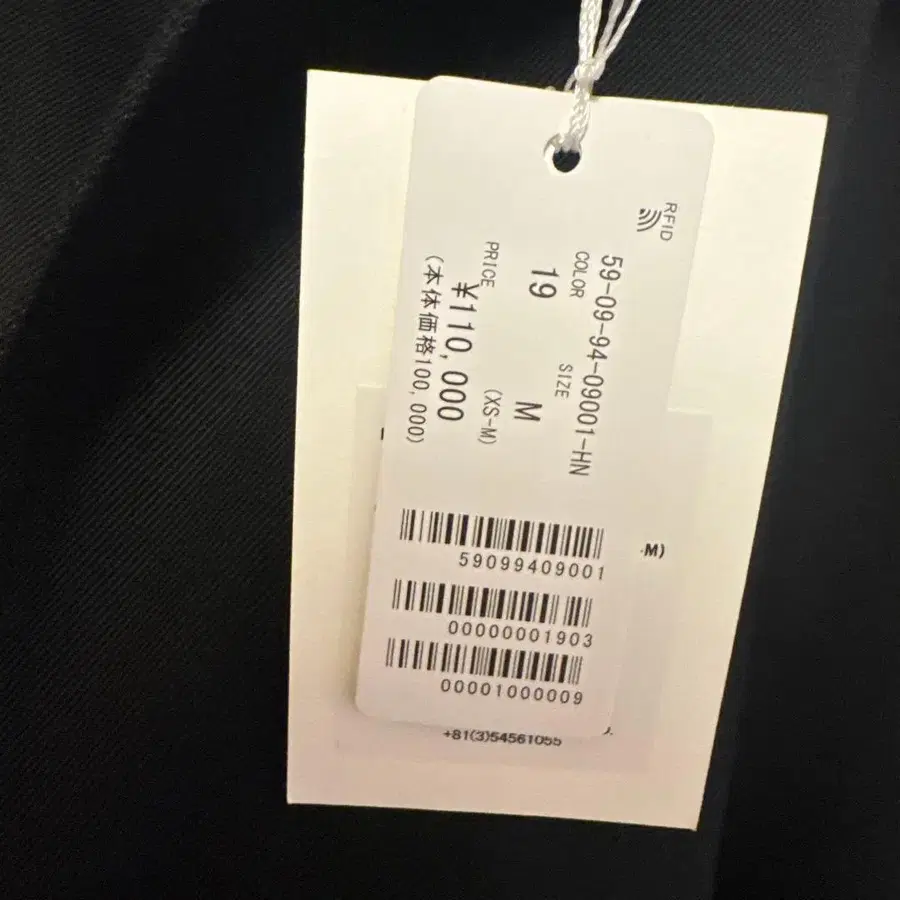 RFID
59-09-94-09001-HN
COLOR SIZE
19 M
PRICE (XS-M)
¥110,000
(本体価格100,000)
59099409001
00000001903
00001000009
-M)
+81(3)54561055